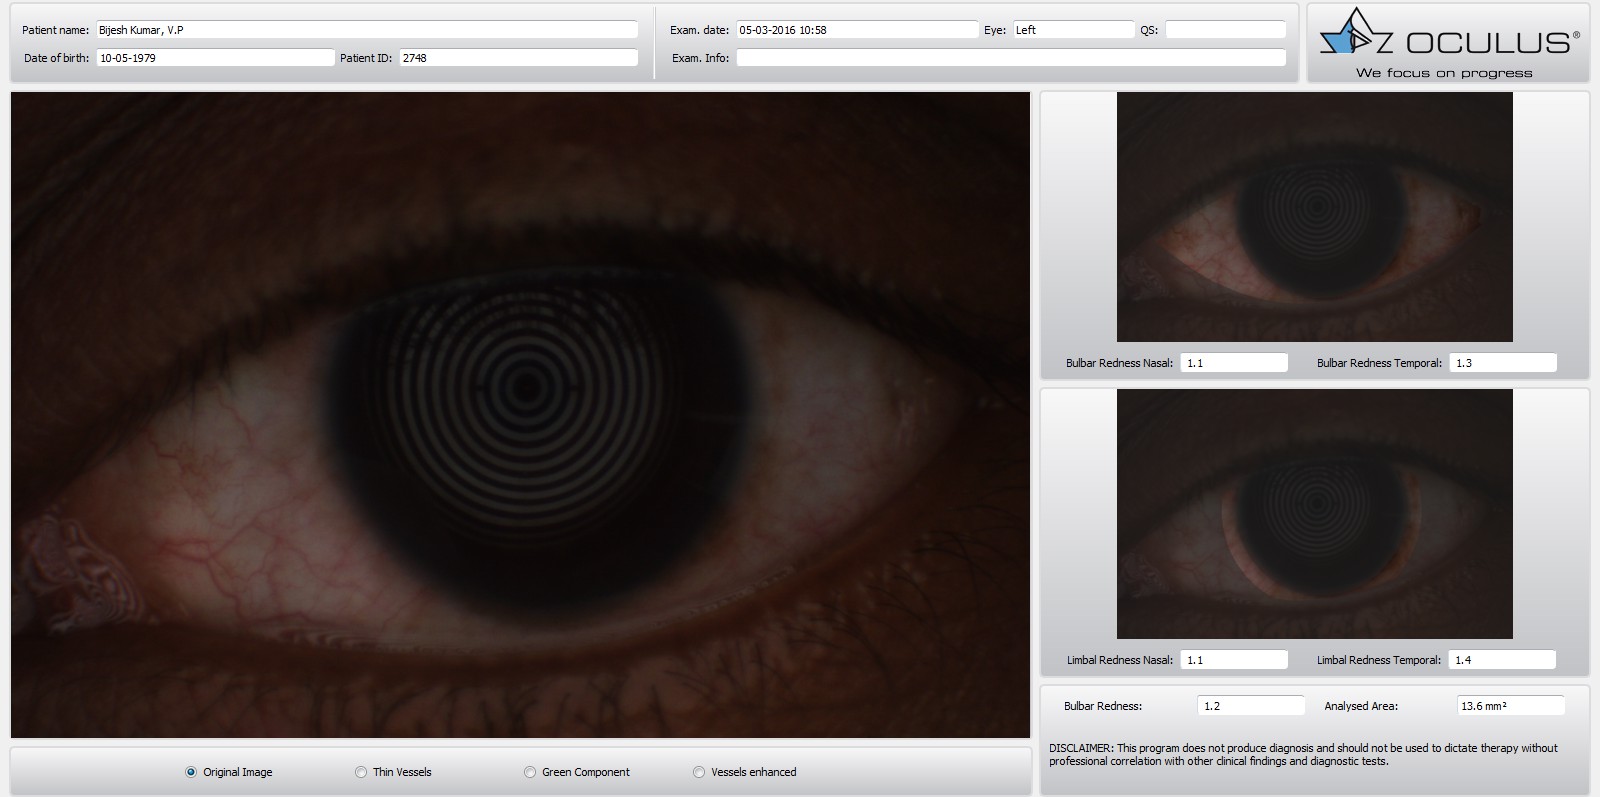 Patient name: Bijesh Kumar, V.P
Date of birth: 10-05-1979 Patient ID: 2748
Exam. date: 05-03-2016 10:58 Eye: Left QS:
Exam. Info:
OCULUS®
We focus on progress
Bulbar Redness Nasal: 1.1 Bulbar Redness Temporal: 1.3
Limbal Redness Nasal: 1.1 Limbal Redness Temporal: 1.4
Bulbar Redness: 1.2 Analysed Area: 13.6 mm²
DISCLAIMER: This program does not produce diagnosis and should not be used to dictate therapy without
professional correlation with other clinical findings and diagnostic tests.
Original Image Thin Vessels Green Component Vessels enhanced